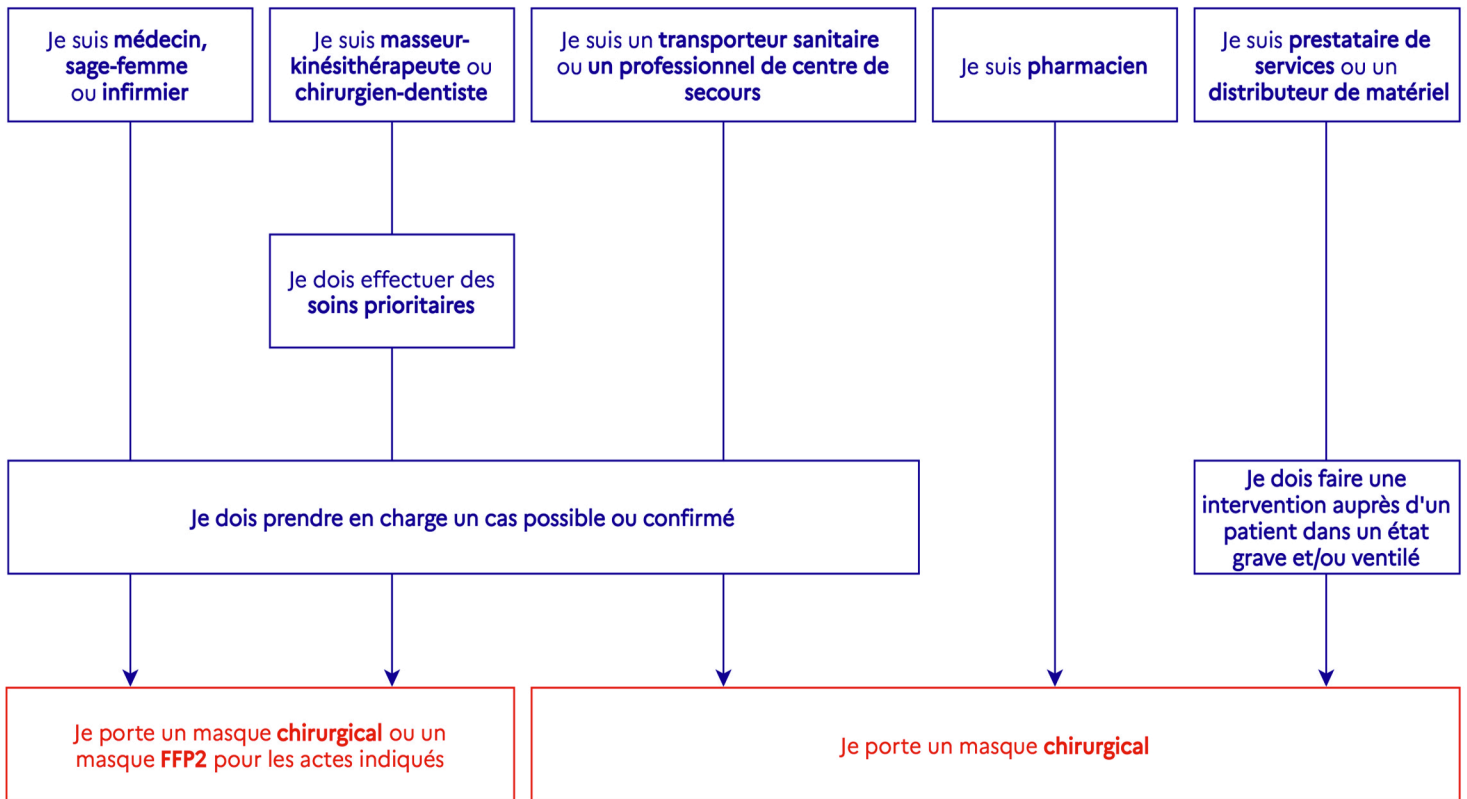 Je suis médecin,
sage-femme
ou infirmier
Je suis masseur-
kinésithérapeute ou
chirurgien-dentiste
Je suis un transporteur sanitaire
ou un professionnel de centre de
secours
Je suis pharmacien
Je suis prestataire de
services ou un
distributeur de matériel
Je dois effectuer des
soins prioritaires
Je dois prendre en charge un cas possible ou confirmé
Je dois faire une
intervention auprès d'un
patient dans un état
grave et/ou ventilé
Je porte un masque chirurgical ou un
masque FFP2 pour les actes indiqués
Je porte un masque chirurgical